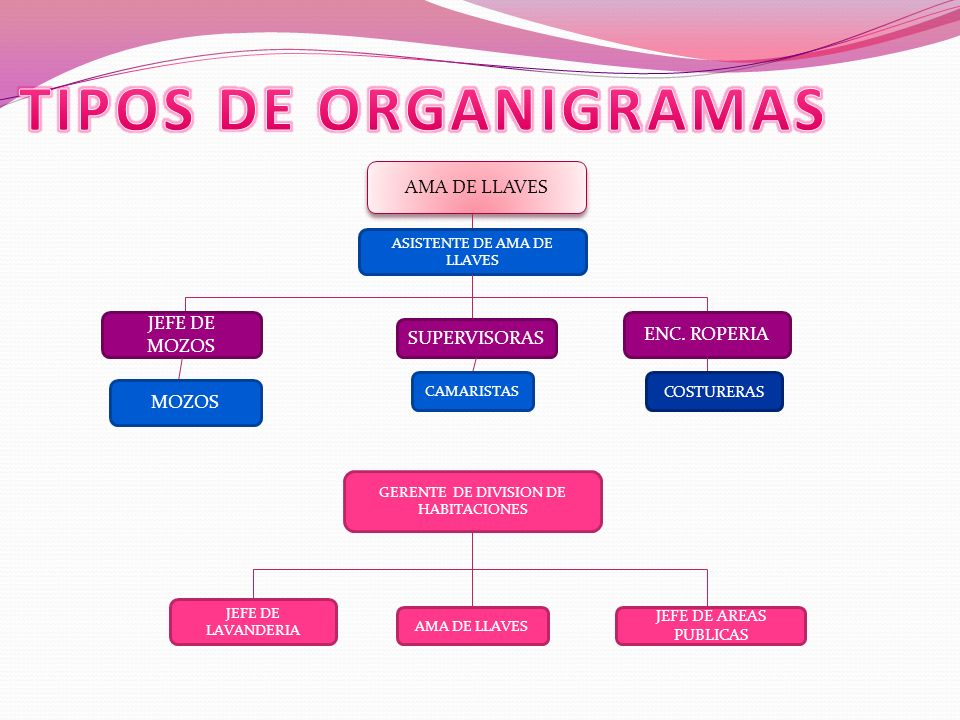 TIPOS DE ORGANIGRAMAS
AMA DE LLAVES
ASISTENTE DE AMA DE
LLAVES
JEFE DE
MOZOS
SUPERVISORAS
ENC. ROPERIA
MOZOS
CAMARISTAS
COSTURERAS
GERENTE DE DIVISION DE
HABITACIONES
JEFE DE
LAVANDERIA
AMA DE LLAVES
JEFE DE AREAS
PUBLICAS